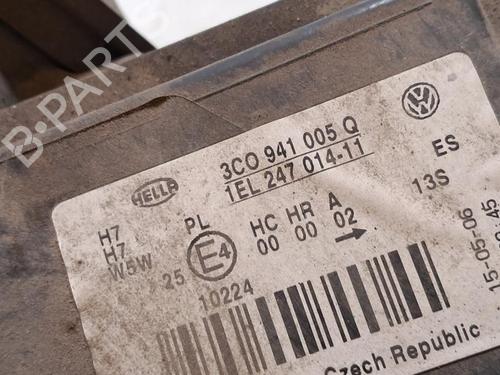 B-PARTS
HELLA
3C0 941 005 Q
1EL 247 014-11
ES
13S
H7
H7
W5W
PL
HC HR A
25 E4 00 00 02
10224
15-05-06
45
Czech Republic